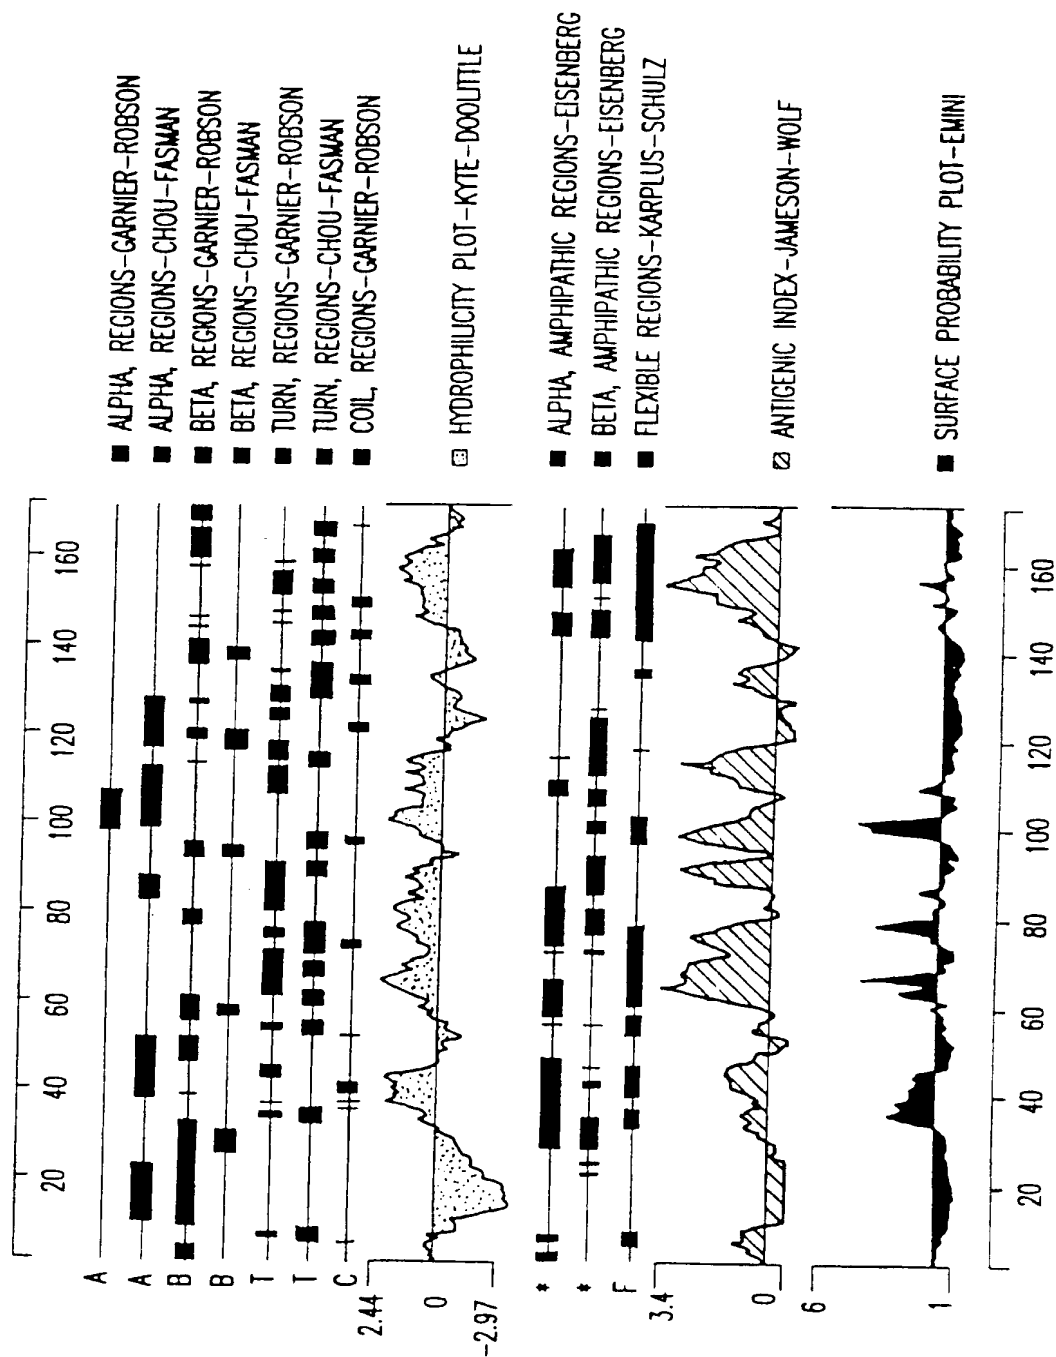 20 40 60 80 100 120 140 160
A
ALPHA, REGIONS-GARNIER-ROBSON
A
ALPHA, REGIONS-CHOU-FASMAN
B
BETA, REGIONS-GARNIER-ROBSON
B
BETA, REGIONS-CHOU-FASMAN
T
TURN, REGIONS-GARNIER-ROBSON
T
TURN, REGIONS-CHOU-FASMAN
C
COIL, REGIONS-GARNIER-ROBSON
2.44
0
-2.97
HYDROPHILICITY PLOT-KYTE-DOOLITTLE
*
ALPHA, AMPHIPATHIC REGIONS-EISENBERG
*
BETA, AMPHIPATHIC REGIONS-EISENBERG
F
FLEXIBLE REGIONS-KARPLUS-SCHULZ
3.4
0
ANTIGENIC INDEX-JAMESON-WOLF
6
1
SURFACE PROBABILITY PLOT-EMINI
20 40 60 80 100 120 140 160